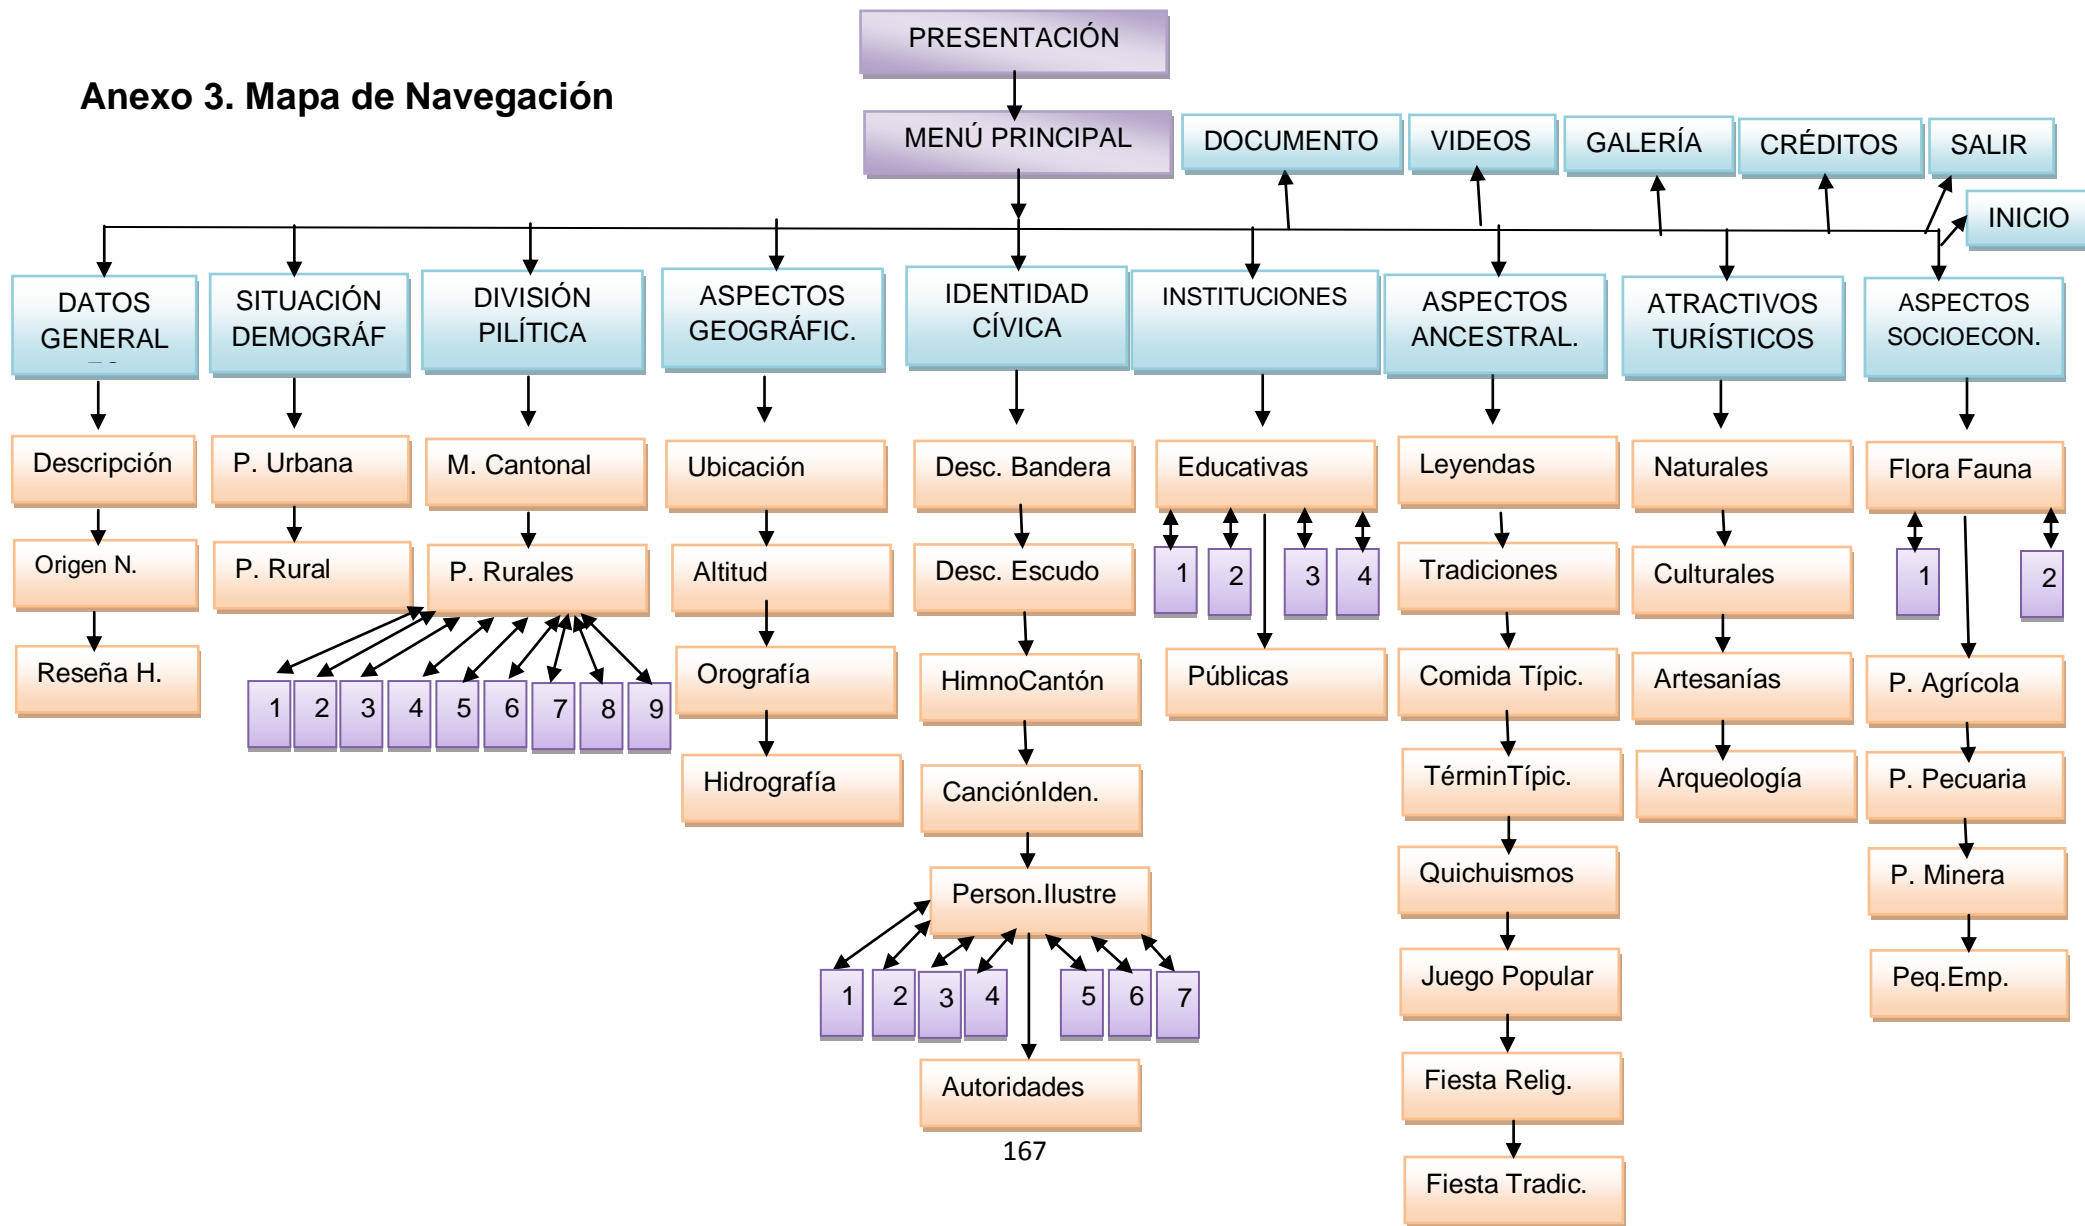 PRESENTACIÓN
Anexo 3. Mapa de Navegación
MENÚ PRINCIPAL
DOCUMENTO
VIDEOS
GALERÍA
CRÉDITOS
SALIR
INICIO
DATOS
GENERAL
SITUACIÓN
DEMOGRÁF
DIVISIÓN
PILÍTICA
ASPECTOS
GEOGRÁFIC.
IDENTIDAD
CÍVICA
INSTITUCIONES
ASPECTOS
ANCESTRAL.
ATRACTIVOS
TURÍSTICOS
ASPECTOS
SOCIOECON.
Descripción
Origen N.
Reseña H.
P. Urbana
P. Rural
M. Cantonal
P. Rurales
1
2
3
4
5
6
7
8
9
Ubicación
Altitud
Orografía
Hidrografía
Desc. Bandera
Desc. Escudo
HimnoCantón
CanciónIden.
Person.Ilustre
1
2
3
4
5
6
7
Autoridades
Educativas
1
2
3
4
Públicas
Leyendas
Tradiciones
Comida Típic.
TérminTípic.
Quichuismos
Juego Popular
Fiesta Relig.
Fiesta Tradic.
Naturales
Culturales
Artesanías
Arqueología
Flora Fauna
1
2
P. Agrícola
P. Pecuaria
P. Minera
Peq.Emp.
167